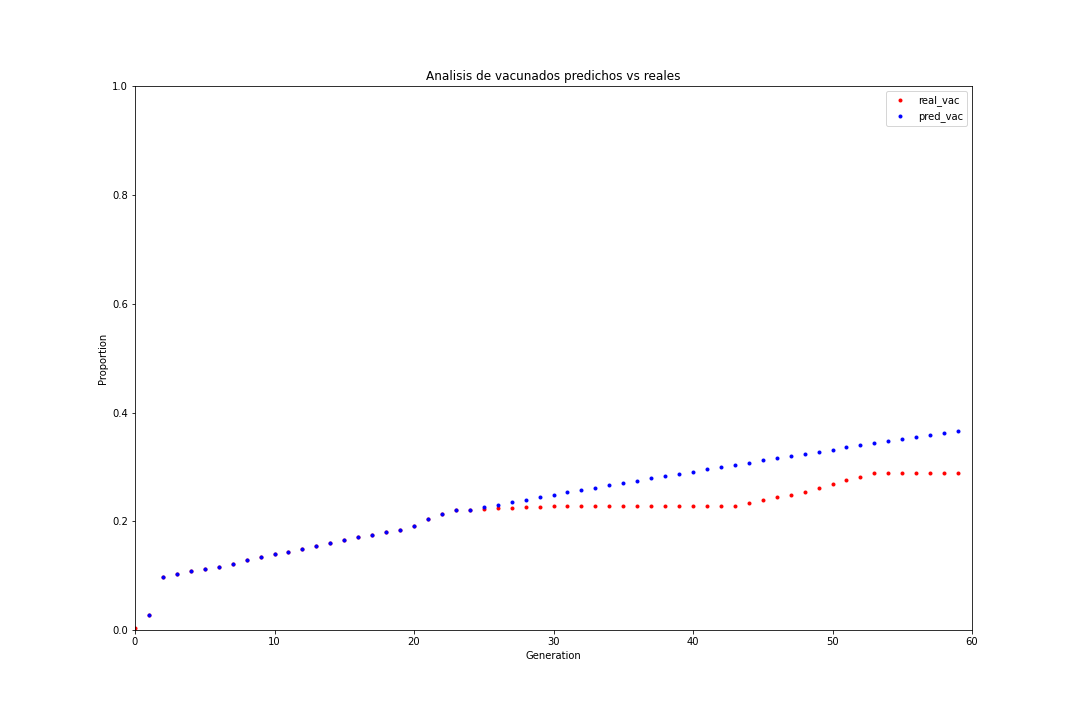 Analisis de vacunados predichos vs reales
real_vac
pred_vac
1.0
0.8
0.6
0.4
0.2
0.0
Proportion
0 10 20 30 40 50 60
Generation